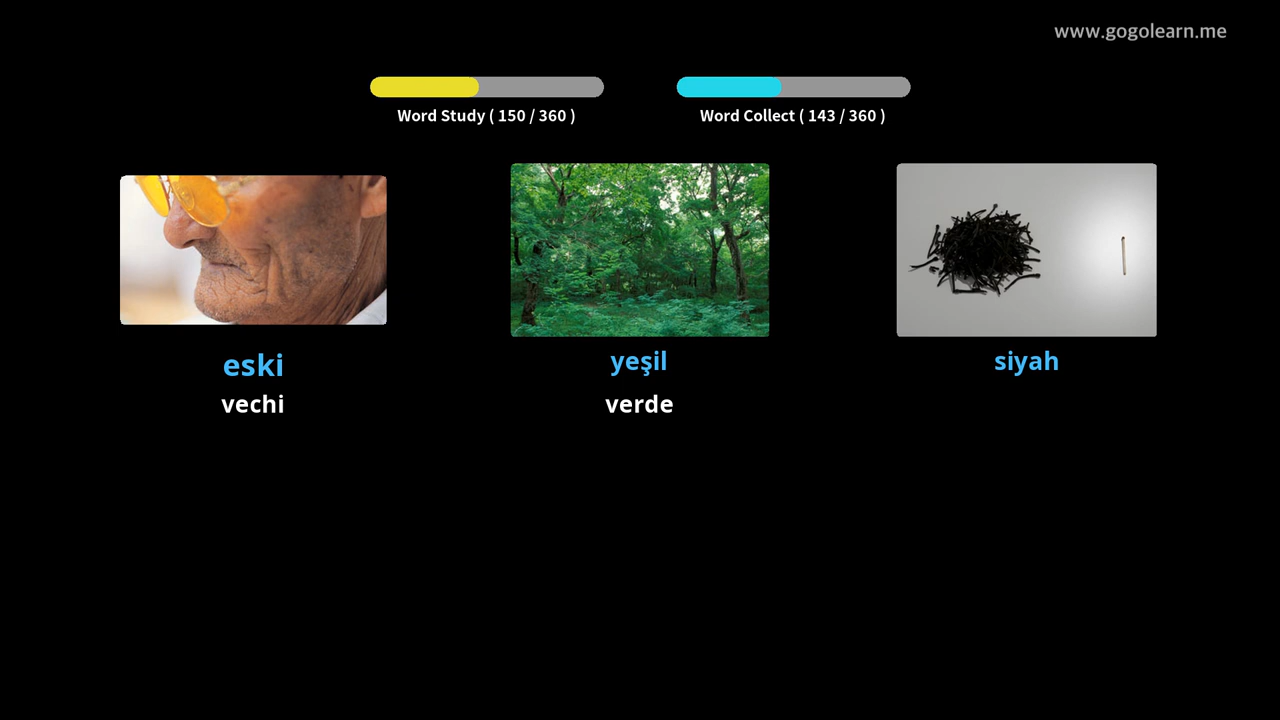 www.gogolearn.me
Word Study ( 150 / 360 )
Word Collect ( 143 / 360 )
eski
yeşil
siyah
vechi
verde